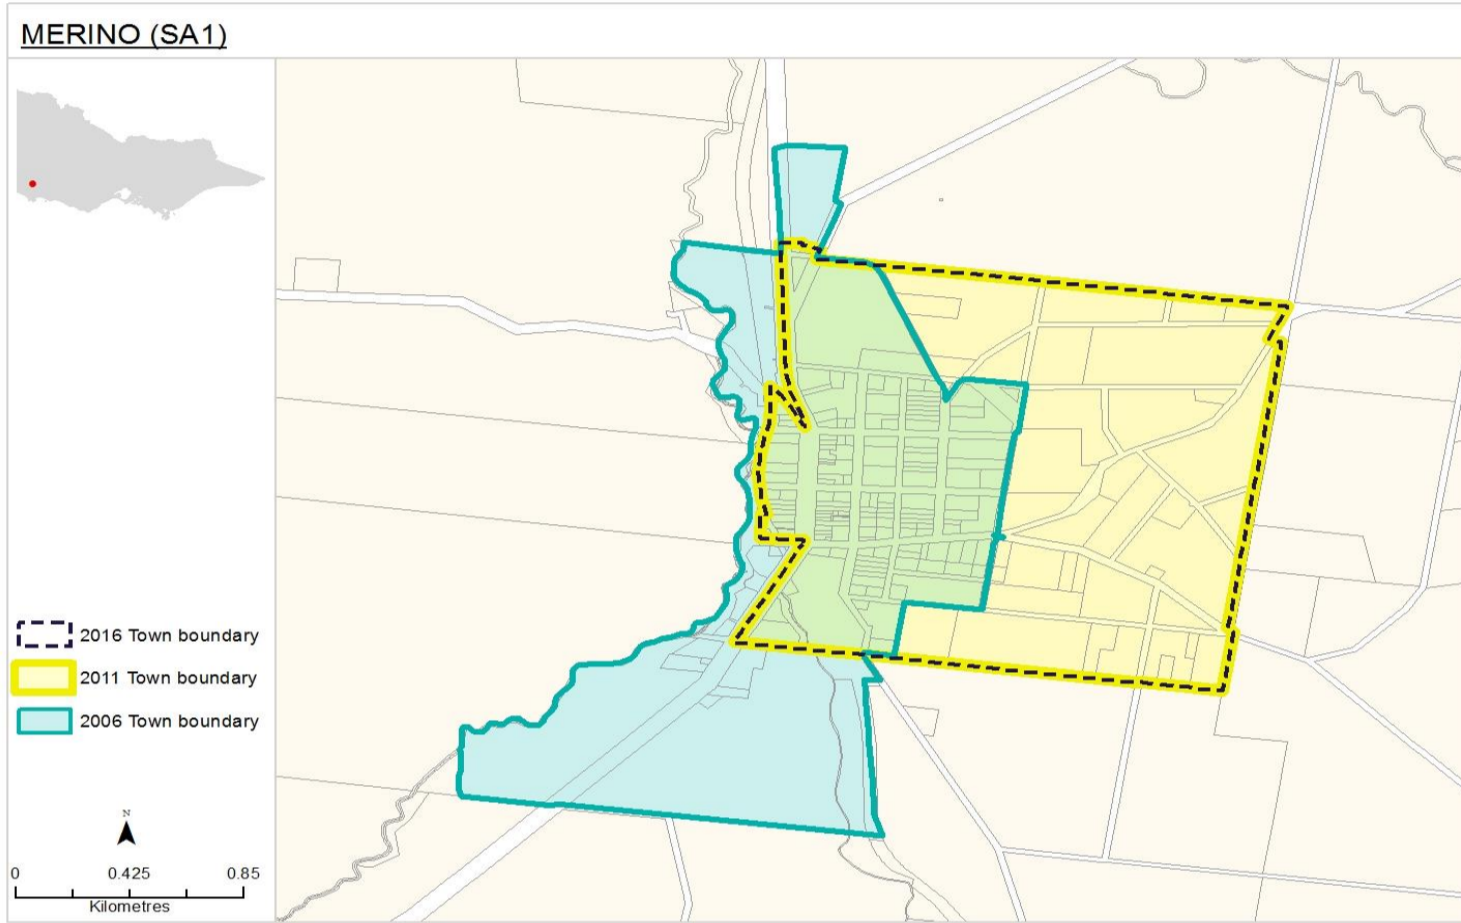 MERINO (SA1)
2016 Town boundary
2011 Town boundary
2006 Town boundary
N
0 0.425 0.85
Kilometres